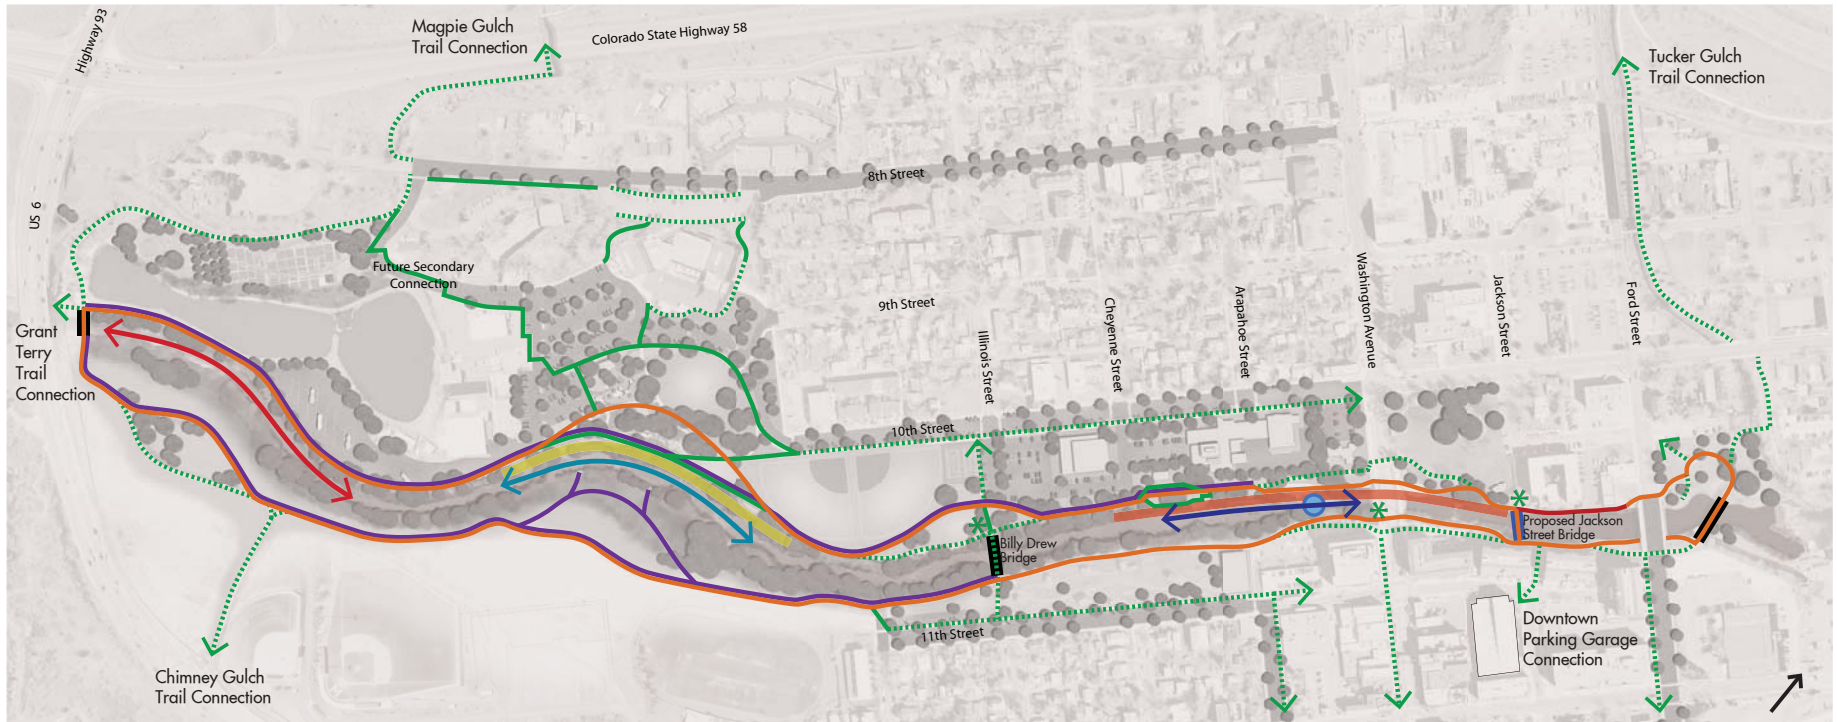 Highway 93
Magpie Gulch
Trail Connection
Colorado State Highway 58
Tucker Gulch
Trail Connection
8th Street
US 6
Future Secondary
Connection
9th Street
Illinois Street
Cheyenne Street
Arapahoe Street
Washington Avenue
Jackson Street
Ford Street
Grant
Terry
Trail
Connection
10th Street
Billy Drew
Bridge
Proposed Jackson
Street Bridge
11th Street
Downtown
Parking Garage
Connection
Chimney Gulch
Trail Connection